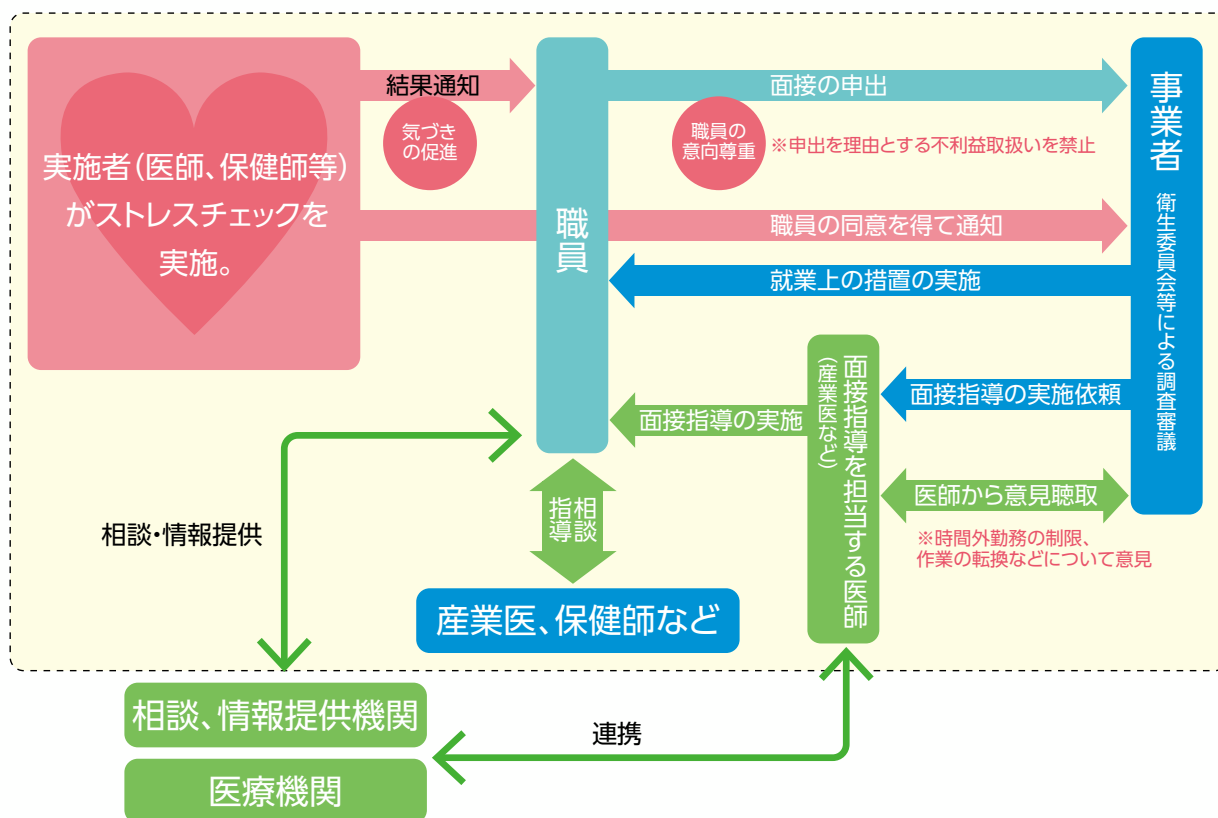 実施者(医師、保健師等)
がストレスチェックを
実施。
結果通知
気づき
の促進
職員
面接の申出
職員の
意向尊重
※申出を理由とする不利益取扱いを禁止
職員の同意を得て通知
就業上の措置の実施
事業者
衛生委員会等による調査審議
面接指導の実施依頼
面接指導を担当する医師
(産業医など)
面接指導の実施
医師から意見聴取
※時間外勤務の制限、
作業の転換などについて意見
相談
指導
産業医、保健師など
相談・情報提供
相談、情報提供機関
医療機関
連携